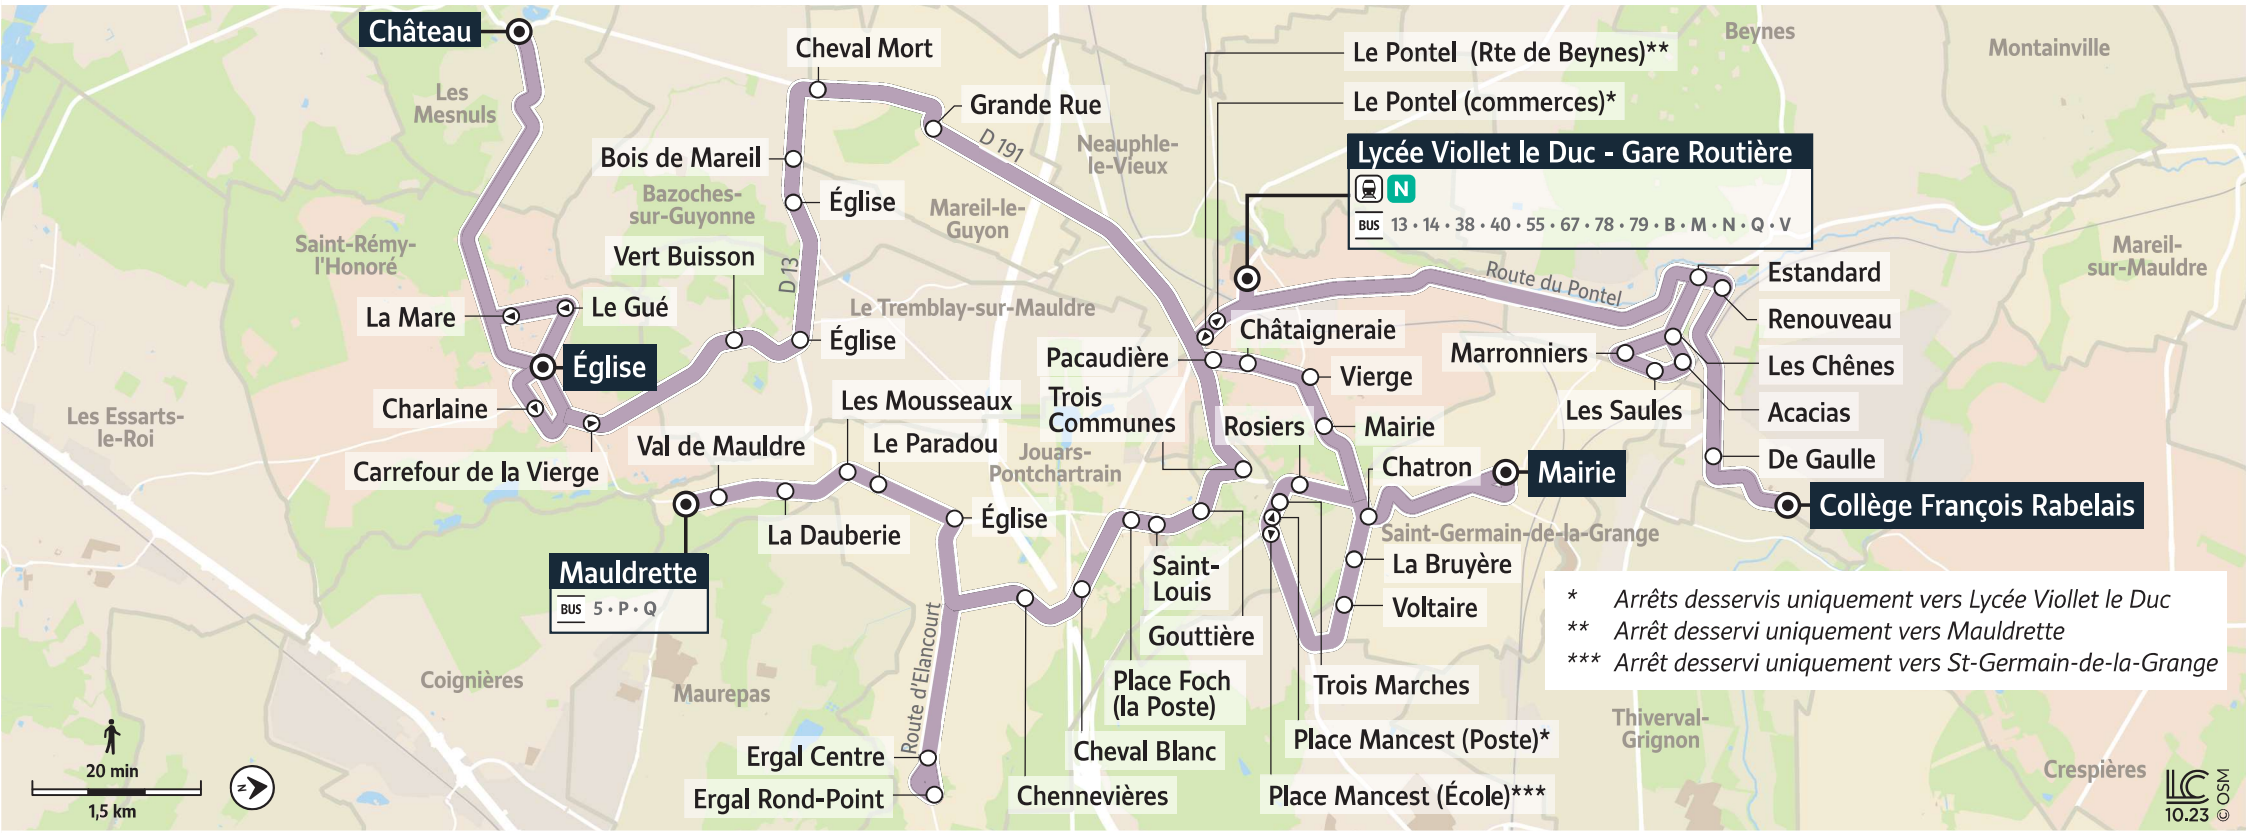 Château
Cheval Mort
Le Pontel (Rte de Beynes)**
Beynes
Montainville
Les
Mesnuls
Grande Rue
Le Pontel (commerces)*
D 191
Neauphle-
le-Vieux
Lycée Viollet le Duc - Gare Routière
N
BUS 13 • 14 • 38 • 40 • 55 • 67 • 78 • 79 • B • M • N • Q • V
Bois de Mareil
Bazoches-
sur-Guyonne
Église
Mareil-le-
Guyon
Saint-Rémy-
l'Honoré
Mareil-
sur-Mauldre
Vert Buisson
D 13
Route du Pontel
Estandard
La Mare
Le Gué
Le Tremblay-sur-Mauldre
Renouveau
Église
Châtaigneraie
Pacaudière
Marronniers
Les Chênes
Église
Vierge
Charlaine
Les Mousseaux
Trois
Communes
Les Saules
Acacias
Les Essarts-
le-Roi
Val de Mauldre
Le Paradou
Rosiers
Mairie
Jouars-
Pontchartrain
Carrefour de la Vierge
Chatron
Mairie
De Gaulle
Collège François Rabelais
La Dauberie
Église
Saint-Germain-de-la-Grange
Mauldrette
BUS 5 • P • Q
Saint-
Louis
La Bruyère
Voltaire
Gouttière
* Arrêts desservis uniquement vers Lycée Viollet le Duc
** Arrêt desservi uniquement vers Mauldrette
*** Arrêt desservi uniquement vers St-Germain-de-la-Grange
Coignières
Maurepas
Route d'Elancourt
Place Foch
(la Poste)
Trois Marches
Thiverval-
Grignon
Ergal Centre
Cheval Blanc
Place Mancest (Poste)*
Ergal Rond-Point
Chennevières
Place Mancest (École)***
Crespières
20 min
1,5 km
N
LC
10.23
© OSM